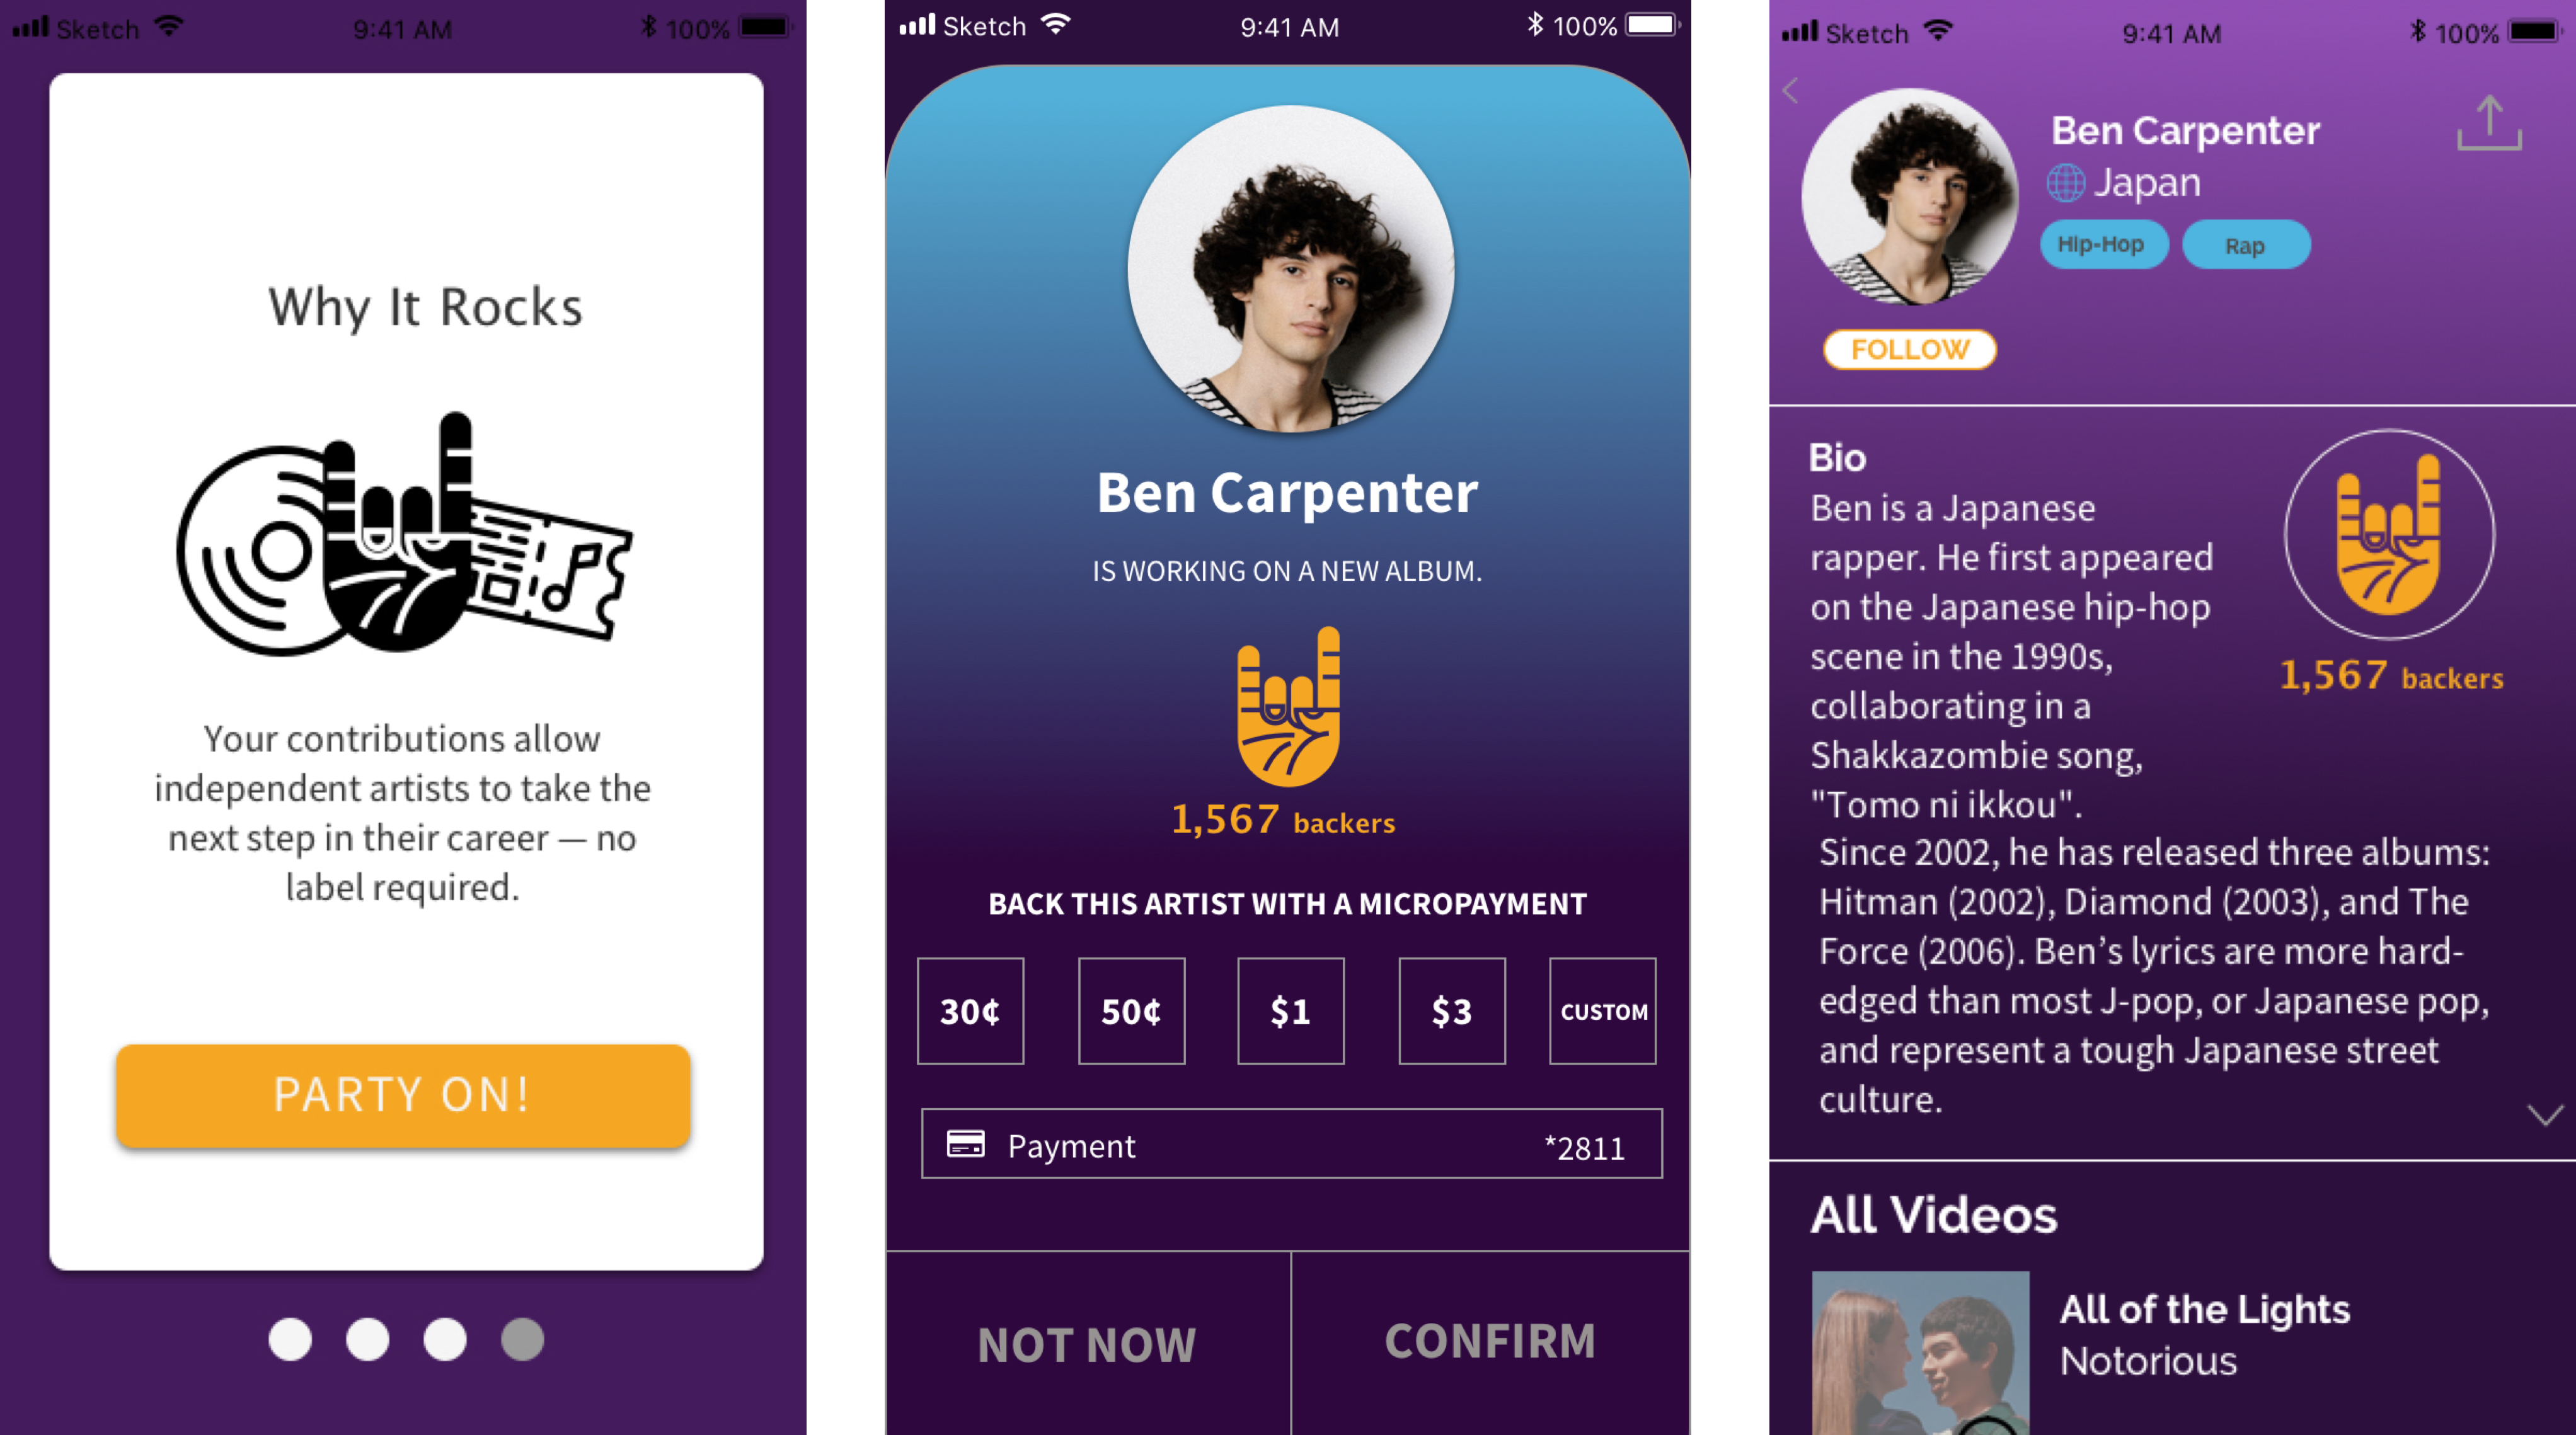 Sketch 9:41 AM 100%
Why It Rocks
Your contributions allow
independent artists to take the
next step in their career — no
label required.
PARTY ON!
Sketch 9:41 AM 100%
Ben Carpenter
IS WORKING ON A NEW ALBUM.
1,567 backers
BACK THIS ARTIST WITH A MICROPAYMENT
30¢ 50¢ $1 $3 CUSTOM
Payment *2811
NOT NOW CONFIRM
Sketch 9:41 AM 100%
Ben Carpenter
Japan
Hip-Hop Rap
FOLLOW
Bio
Ben is a Japanese
rapper. He first appeared
on the Japanese hip-hop
scene in the 1990s,
collaborating in a
Shakkazombie song,
"Tomo ni ikkou".
1,567 backers
Since 2002, he has released three albums:
Hitman (2002), Diamond (2003), and The
Force (2006). Ben’s lyrics are more hard-
edged than most J-pop, or Japanese pop,
and represent a tough Japanese street
culture.
All Videos
All of the Lights
Notorious